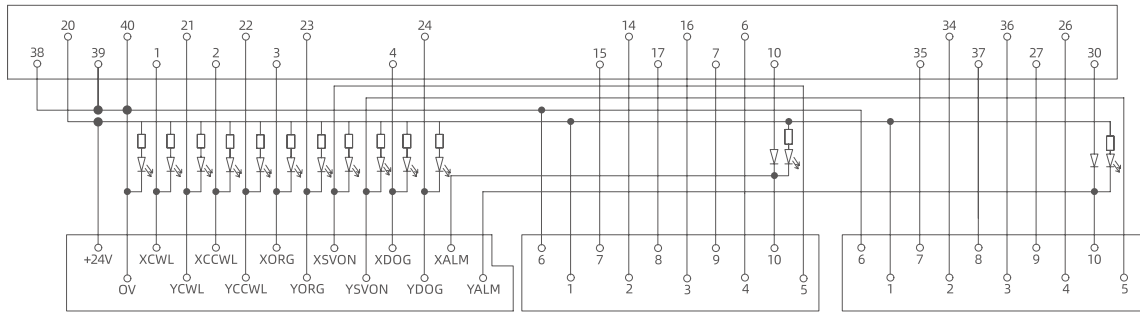 20 40 21 22 23 24 14 16 6 34 36 26
38 39 1 2 3 4 15 17 7 10 35 37 27 30
+24V XCWL XCCWL XORG XSVON XDOG XALM 6 7 8 9 10 6 7 8 9 10
0V YCWL YCCWL YORG YSVON YDOG YALM 1 2 3 4 5 1 2 3 4 5